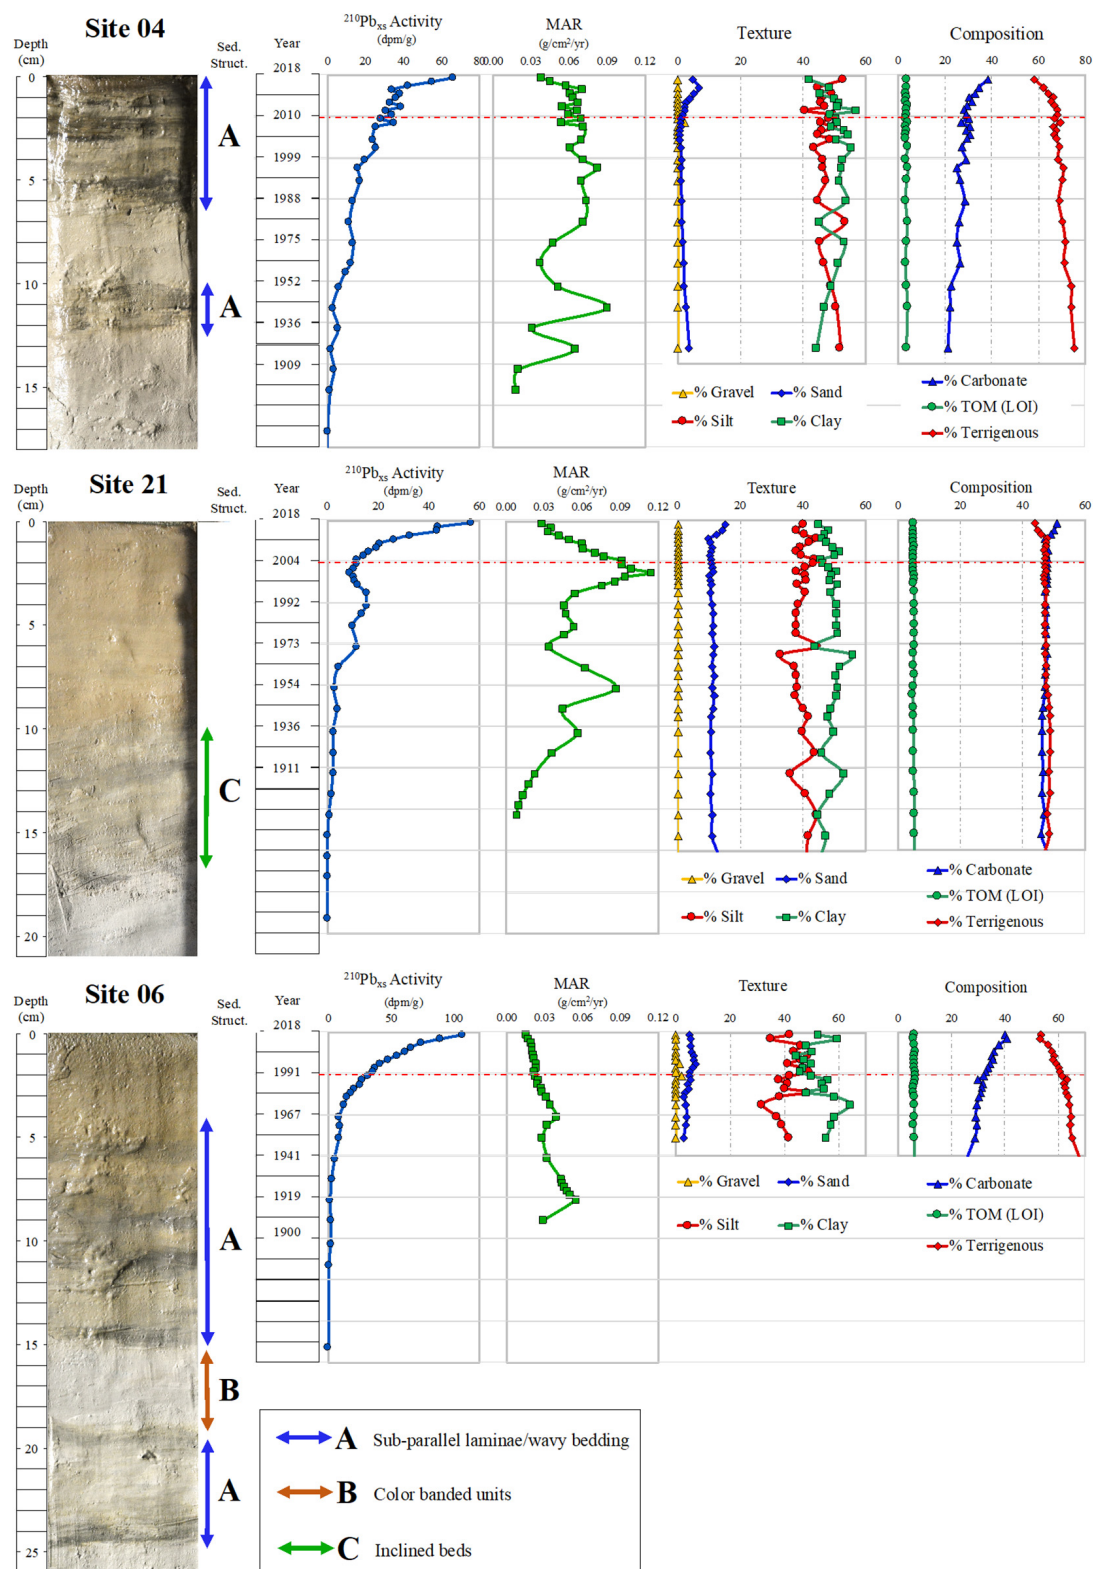 Site 04
Depth
(cm)
Sed.
Struct.
Year
²¹⁰Pbxs Activity
(dpm/g)
MAR
(g/cm²/yr)
Texture
Composition
0 20 40 60 80
0.00 0.03 0.06 0.09 0.12
0 20 40 60
0 20 40 60 80
0
5
10
15
A
A
2018
2010
1999
1988
1975
1952
1936
1909
% Gravel
% Sand
% Silt
% Clay
% Carbonate
% TOM (LOI)
% Terrigenous
Site 21
Depth
(cm)
Sed.
Struct.
Year
²¹⁰Pbxs Activity
(dpm/g)
MAR
(g/cm²/yr)
Texture
Composition
0 20 40 60
0.00 0.03 0.06 0.09 0.12
0 20 40 60
0 20 40 60
0
5
10
15
20
C
2018
2004
1992
1973
1954
1936
1911
% Gravel
% Sand
% Silt
% Clay
% Carbonate
% TOM (LOI)
% Terrigenous
Site 06
Depth
(cm)
Sed.
Struct.
Year
²¹⁰Pbxs Activity
(dpm/g)
MAR
(g/cm²/yr)
Texture
Composition
0 50 100
0.00 0.03 0.06 0.09 0.12
0 20 40 60
0 20 40 60
0
5
10
15
20
25
A
B
A
2018
1991
1967
1941
1919
1900
% Gravel
% Sand
% Silt
% Clay
% Carbonate
% TOM (LOI)
% Terrigenous
A Sub-parallel laminae/wavy bedding
B Color banded units
C Inclined beds